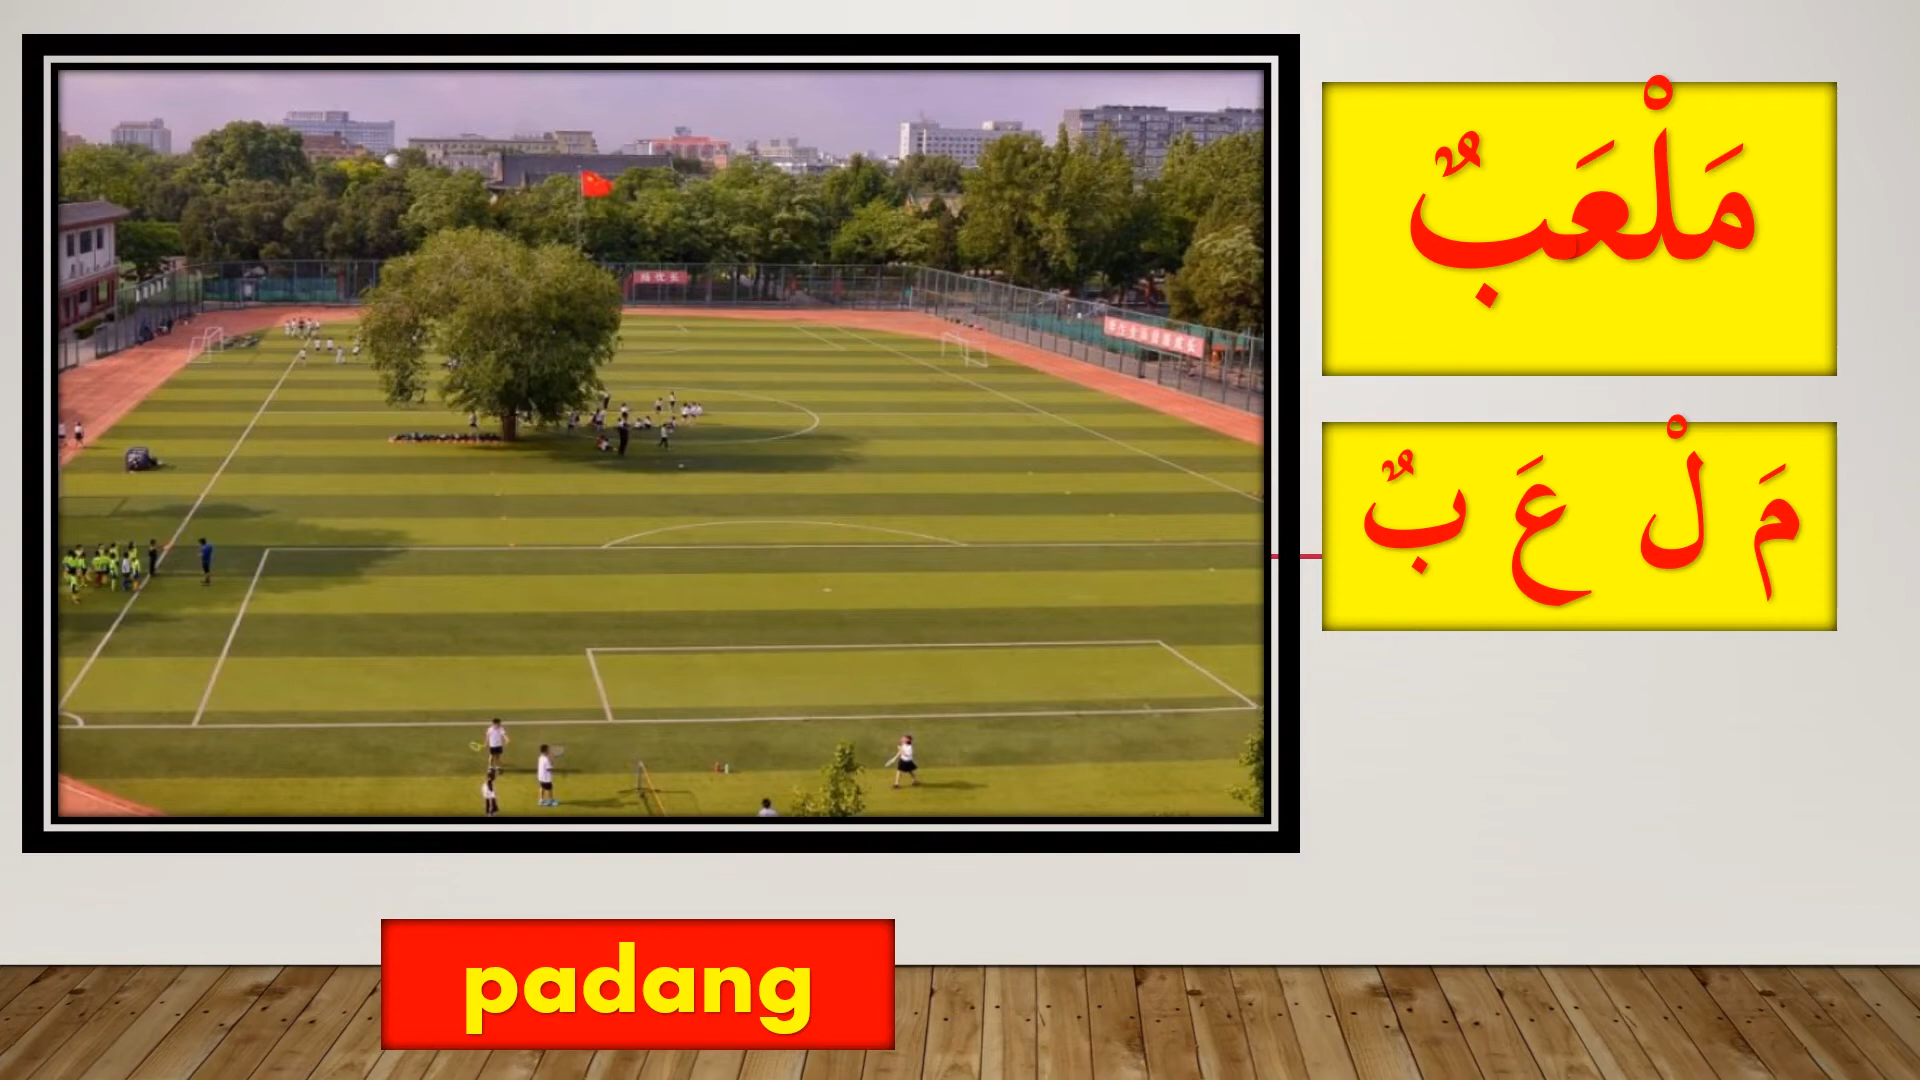 مَلْعَبٌ
مَ لْ عَ بٌ
padang